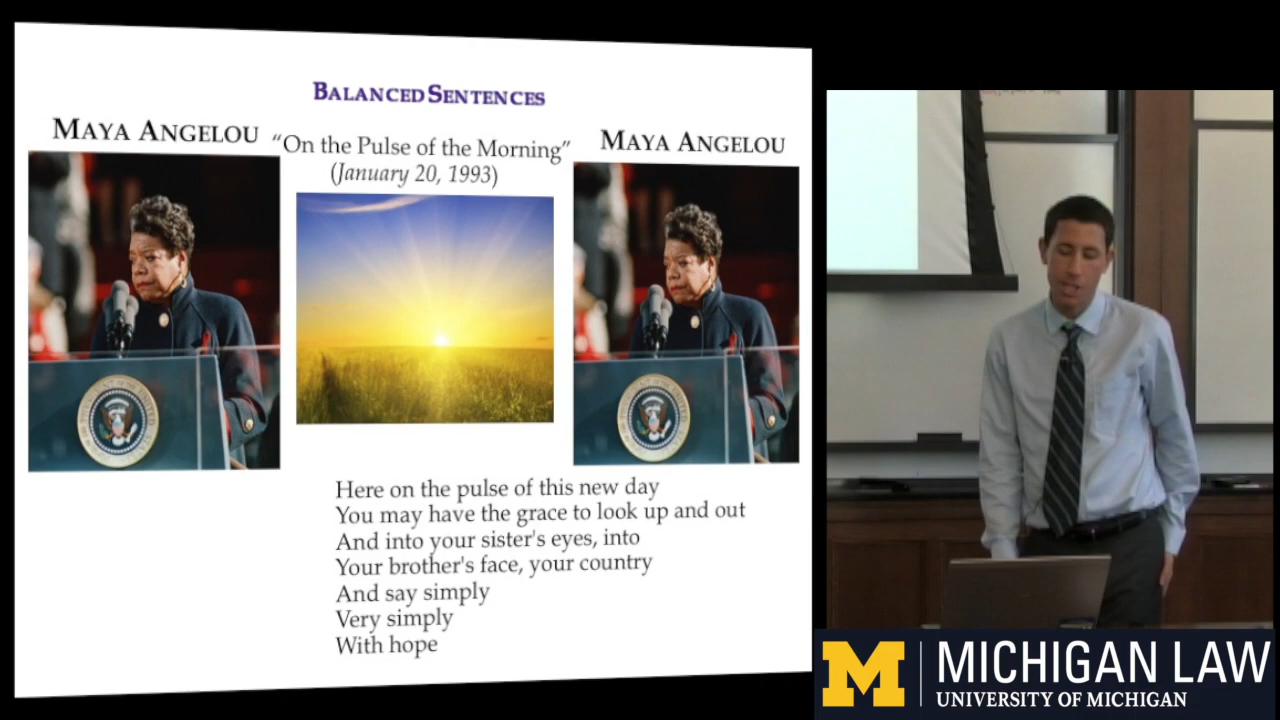 BALANCED SENTENCES
MAYA ANGELOU
“On the Pulse of the Morning”
(January 20, 1993)
MAYA ANGELOU
Here on the pulse of this new day
You may have the grace to look up and out
And into your sister's eyes, into
Your brother's face, your country
And say simply
Very simply
With hope
M
MICHIGAN LAW
UNIVERSITY OF MICHIGAN